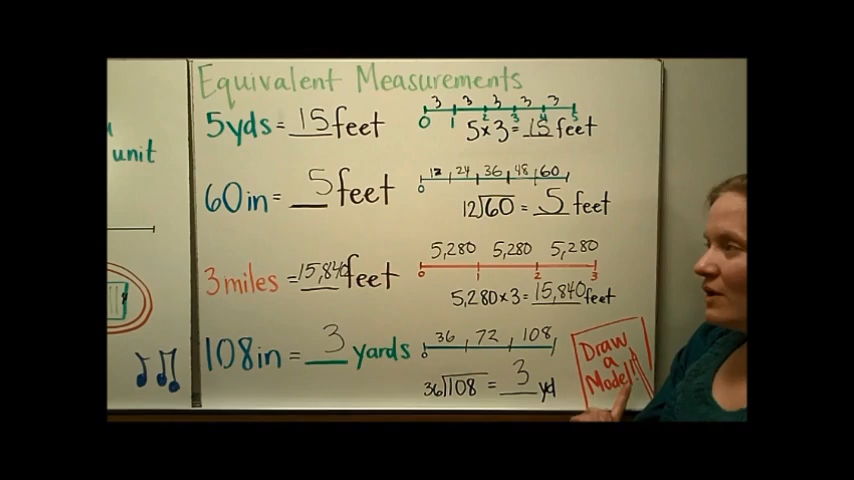 Equivalent Measurements
unit
5yds = 15 feet
3 3 3 3 3
0 1 2 3 4 5
5x3 = 15 feet
60in = 5 feet
12 24 36 48 60
0
12)60 = 5 feet
3 miles = 15,840 feet
5,280 5,280 5,280
0 1 2 3
5,280x3 = 15,840 feet
108in = 3 yards
36 72 108
0
36)108 = 3 yd
Draw
a
Model!